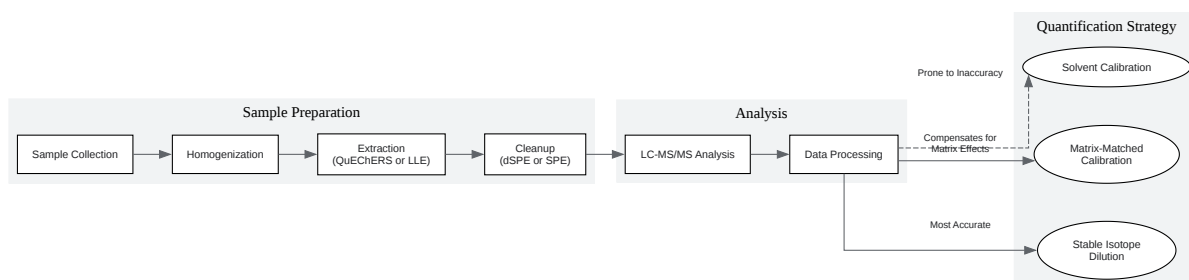 Quantification Strategy
Solvent Calibration
Prone to Inaccuracy
Sample Preparation
Analysis
Sample Collection
Homogenization
Extraction
(QuEChERS or LLE)
Cleanup
(dSPE or SPE)
LC-MS/MS Analysis
Data Processing
Compensates for
Matrix Effects
Matrix-Matched
Calibration
Most Accurate
Stable Isotope
Dilution